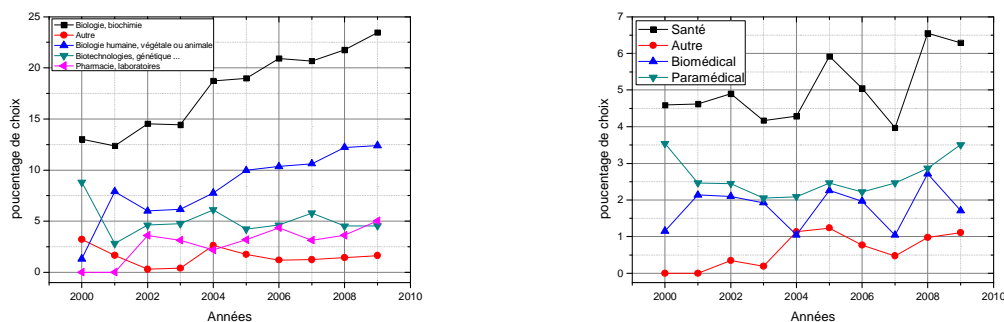 Biologie, biochimie
Autre
Biologie humaine, végétale ou animale
Biotechnologies, génétique ...
Pharmacie, laboratoires
25
20
15
10
5
0
poucentage de choix
2000
2002
2004
2006
2008
2010
Années
Santé
Autre
Biomédical
Paramédical
7
6
5
4
3
2
1
0
poucentage de choix
2000
2002
2004
2006
2008
2010
Années